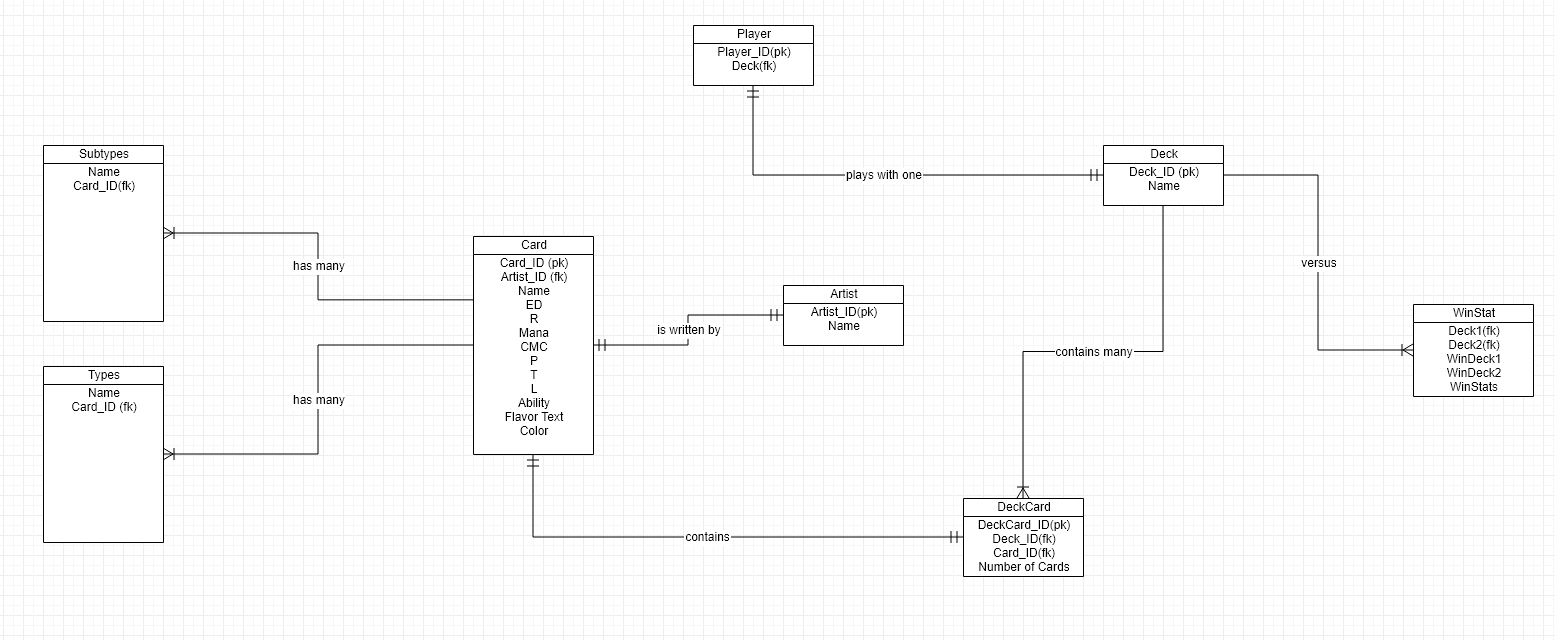 Player
Player_ID(pk)
Deck(fk)
plays with one
Deck
Deck_ID (pk)
Name
Subtypes
Name
Card_ID(fk)
has many
Card
Card_ID (pk)
Artist_ID (fk)
Name
ED
R
Mana
CMC
P
T
L
Ability
Flavor Text
Color
is written by
Artist
Artist_ID(pk)
Name
versus
WinStat
Deck1(fk)
Deck2(fk)
WinDeck1
WinDeck2
WinStats
contains many
Types
Name
Card_ID (fk)
has many
contains
DeckCard
DeckCard_ID(pk)
Deck_ID(fk)
Card_ID(fk)
Number of Cards